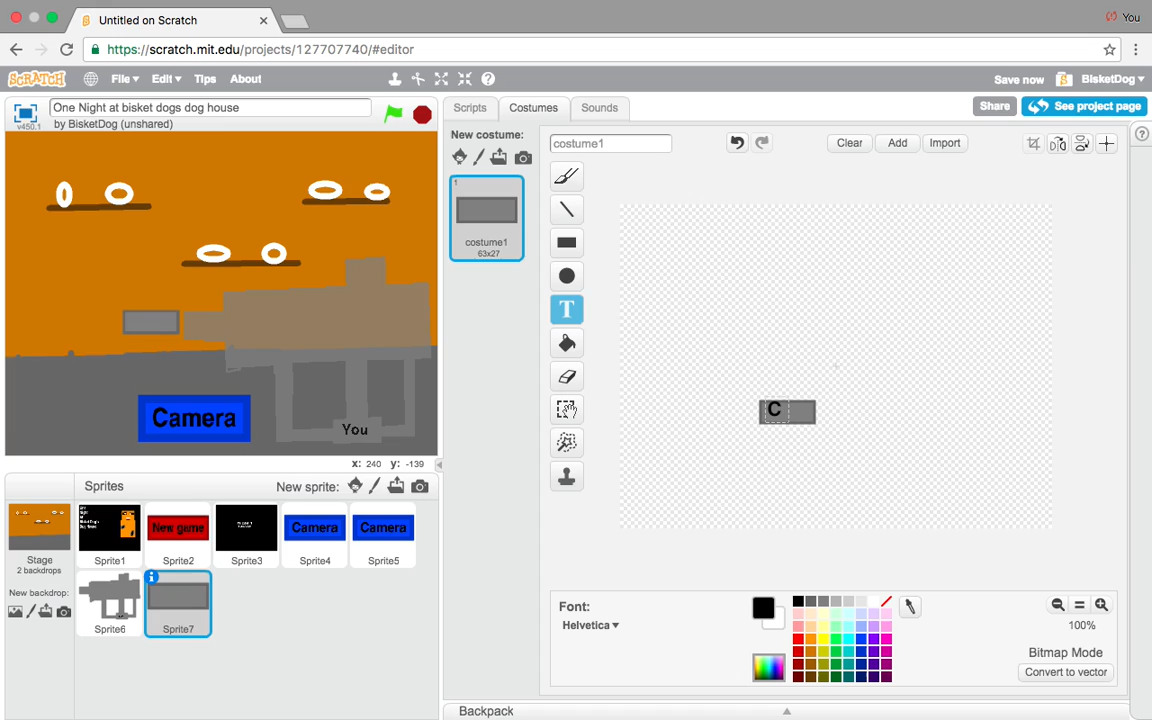 Untitled on Scratch
You
https://scratch.mit.edu/projects/127707740/#editor
SCRATCH
File
Edit
Tips
About
Save now
BisketDog
One Night at bisket dogs dog house
by BisketDog (unshared)
v450.1
Scripts
Costumes
Sounds
Share
See project page
New costume:
costume1
Clear
Add
Import
1
costume1
63x27
T
C
Camera
You
x: 240 y: -139
Sprites
New sprite:
New game
Camera
Camera
Stage
2 backdrops
Sprite1
Sprite2
Sprite3
Sprite4
Sprite5
New backdrop:
Sprite6
Sprite7
Font:
Helvetica
100%
Bitmap Mode
Convert to vector
Backpack